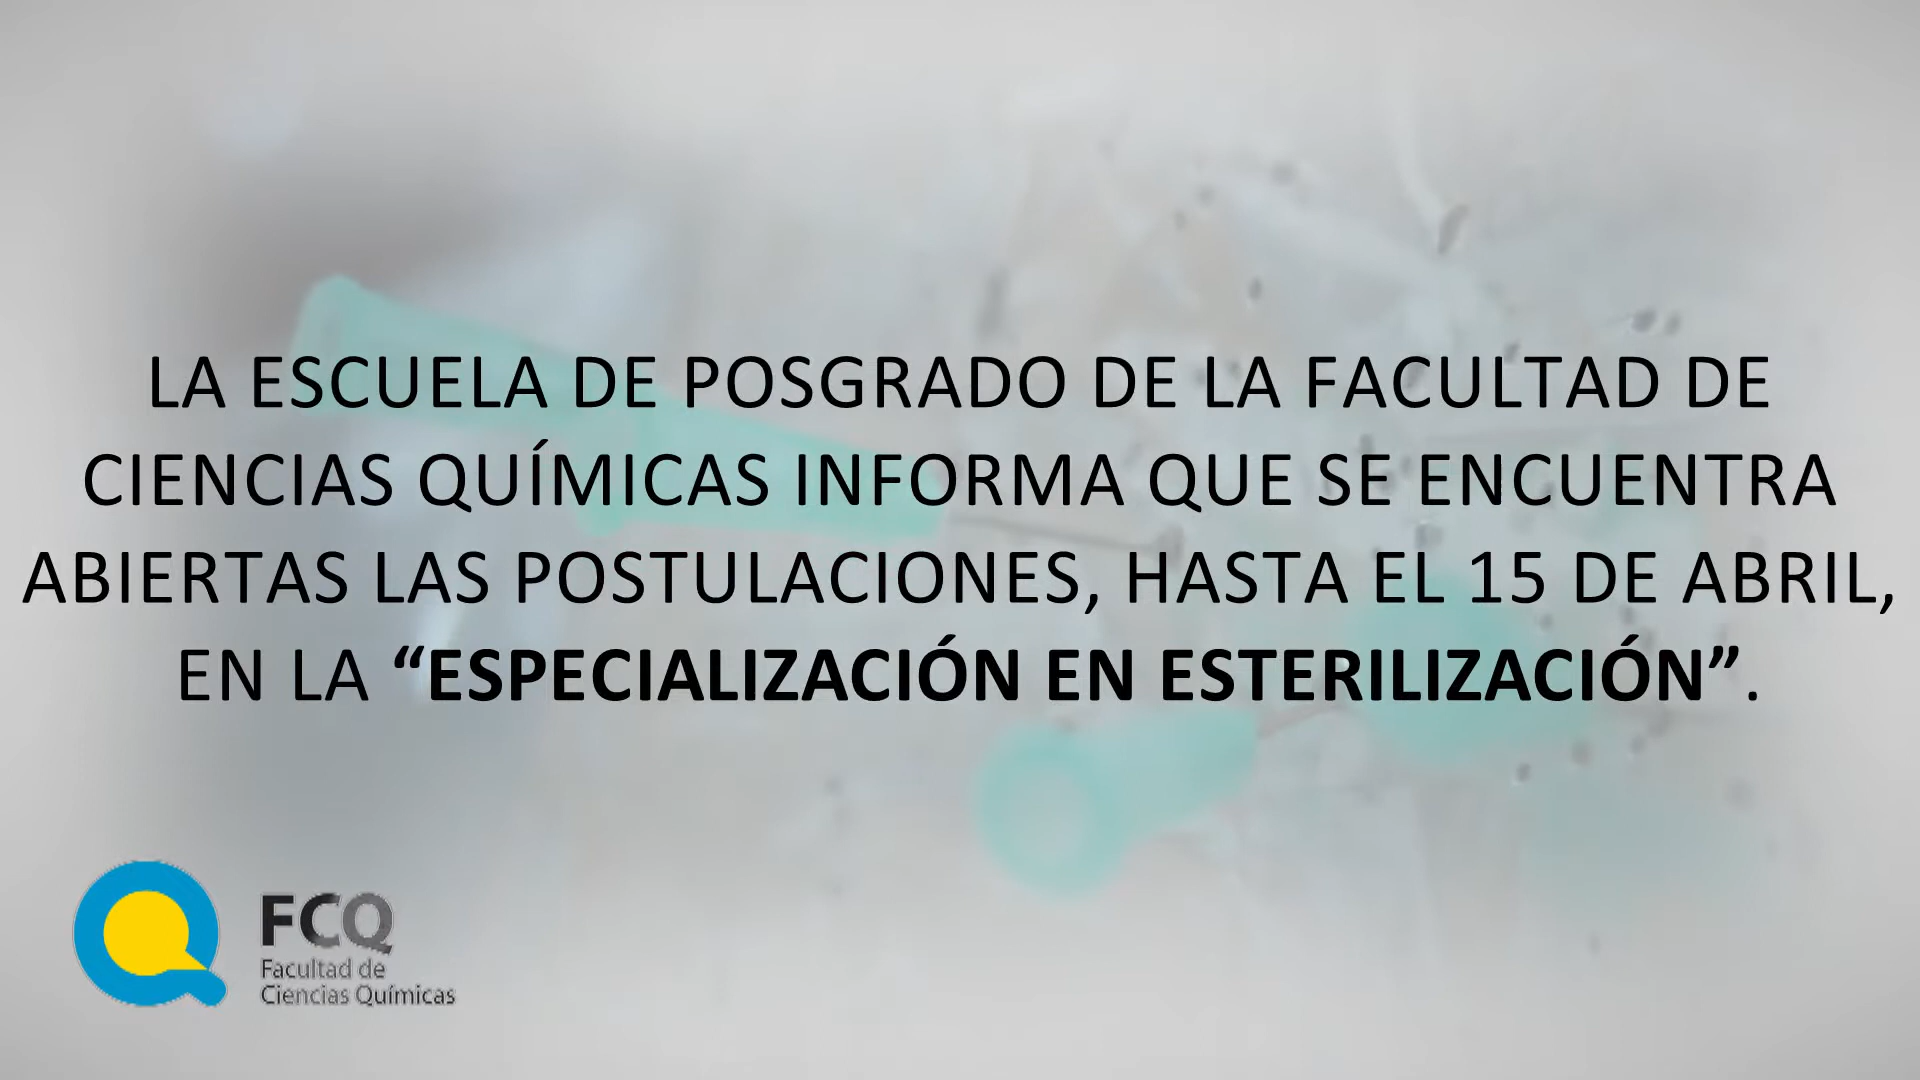 LA ESCUELA DE POSGRADO DE LA FACULTAD DE
CIENCIAS QUÍMICAS INFORMA QUE SE ENCUENTRA
ABIERTAS LAS POSTULACIONES, HASTA EL 15 DE ABRIL,
EN LA “ESPECIALIZACIÓN EN ESTERILIZACIÓN”.
FCQ
Facultad de
Ciencias Químicas